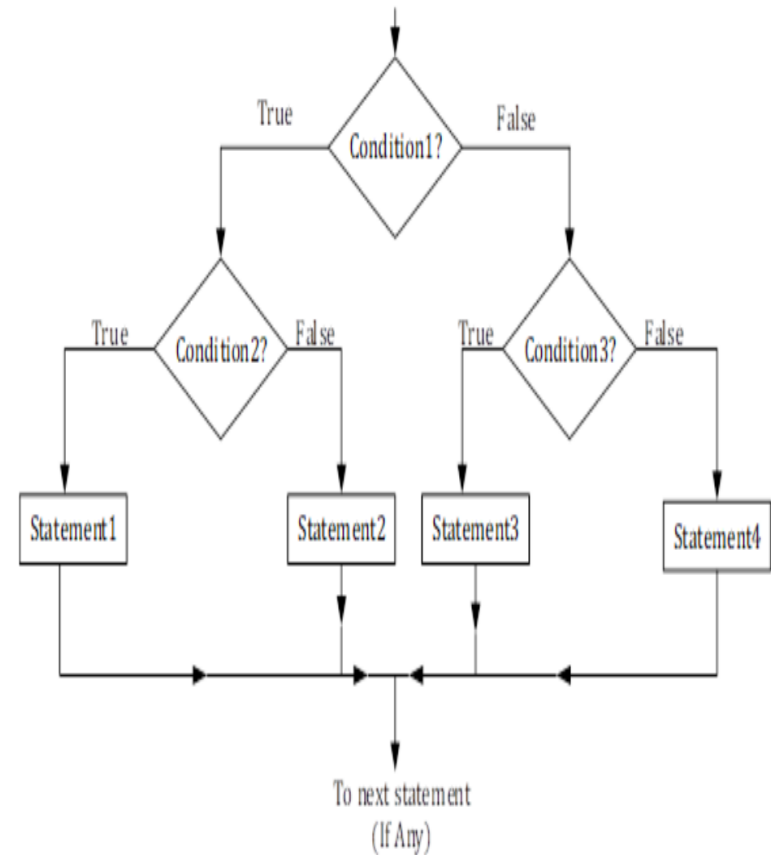 True
False
Condition1?
True
False
True
False
Condition2?
Condition3?
Statement1
Statement2
Statement3
Statement4
To next statement
(If Any)